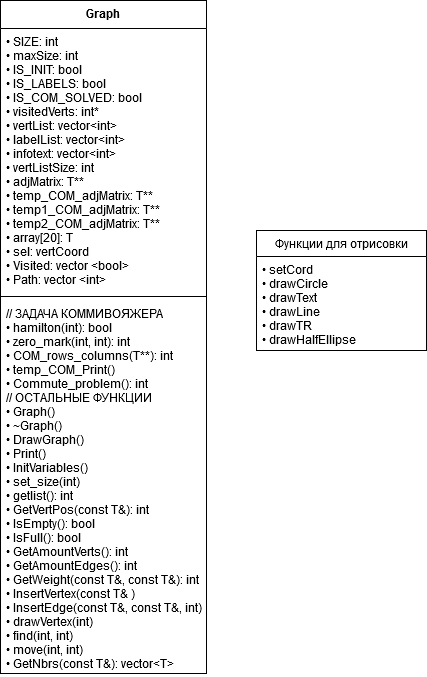 Graph
• SIZE: int
• maxSize: int
• IS_INIT: bool
• IS_LABELS: bool
• IS_COM_SOLVED: bool
• visitedVerts: int*
• vertList: vector<int>
• labelList: vector<int>
• infotext: vector<int>
• vertListSize: int
• adjMatrix: T**
• temp_COM_adjMatrix: T**
• temp1_COM_adjMatrix: T**
• temp2_COM_adjMatrix: T**
• array[20]: T
• sel: vertCoord
• Visited: vector <bool>
• Path: vector <int>
// ЗАДАЧА КОММИВОЯЖЕРА
• hamilton(int): bool
• zero_mark(int, int): int
• COM_rows_columns(T**): int
• temp_COM_Print()
• Commute_problem(): int
// ОСТАЛЬНЫЕ ФУНКЦИИ
• Graph()
• ~Graph()
• DrawGraph()
• Print()
• InitVariables()
• set_size(int)
• getlist(): int
• GetVertPos(const T&): int
• IsEmpty(): bool
• IsFull(): bool
• GetAmountVerts(): int
• GetAmountEdges(): int
• GetWeight(const T&, const T&): int
• InsertVertex(const T& )
• InsertEdge(const T&, const T&, int)
• drawVertex(int)
• find(int, int)
• move(int, int)
• GetNbrs(const T&): vector<T>
Функции для отрисовки
• setCord
• drawCircle
• drawText
• drawLine
• drawTR
• drawHalfEllipse